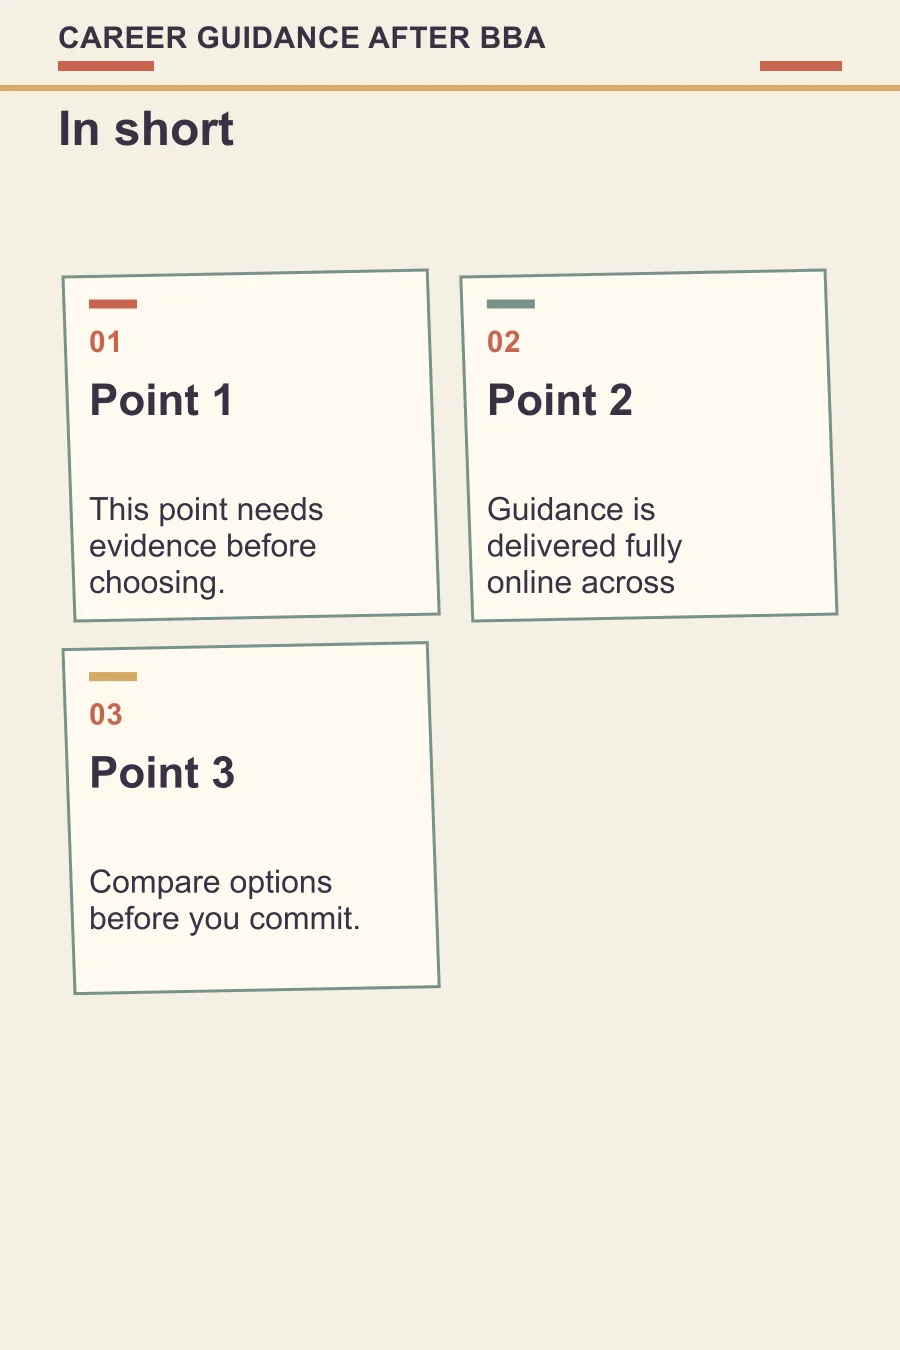 CAREER GUIDANCE AFTER BBA
In short
01
Point 1
This point needs
evidence before
choosing.
02
Point 2
Guidance is
delivered fully
online across
03
Point 3
Compare options
before you commit.